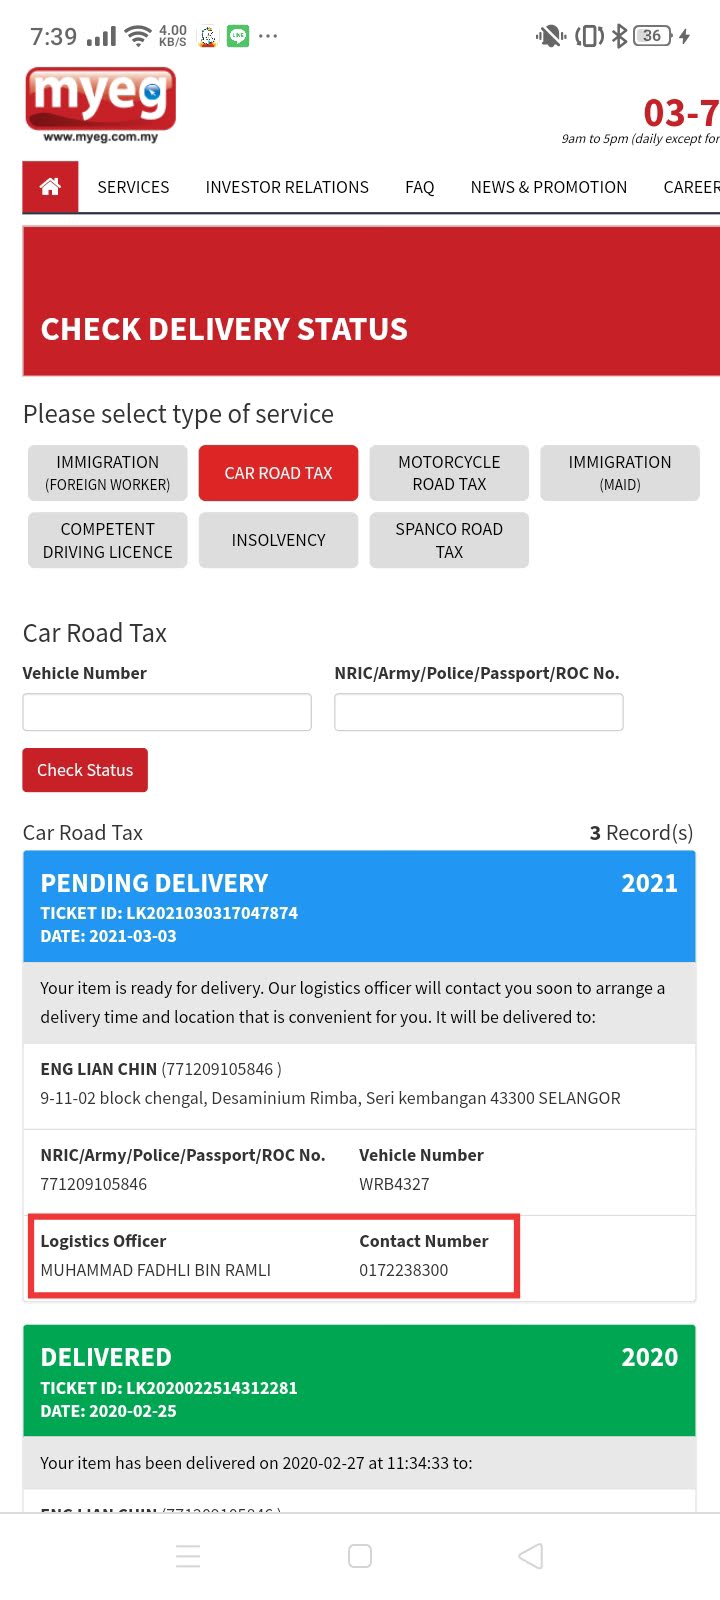 7:39 4.00 KB/S LINE 36
myeg
www.myeg.com.my
03-7
9am to 5pm (daily except for
SERVICES INVESTOR RELATIONS FAQ NEWS & PROMOTION CAREER
CHECK DELIVERY STATUS
Please select type of service
IMMIGRATION
(FOREIGN WORKER)
CAR ROAD TAX
MOTORCYCLE
ROAD TAX
IMMIGRATION
(MAID)
COMPETENT
DRIVING LICENCE
INSOLVENCY
SPANCO ROAD
TAX
Car Road Tax
Vehicle Number NRIC/Army/Police/Passport/ROC No.
Check Status
Car Road Tax 3 Record(s)
PENDING DELIVERY 2021
TICKET ID: LK2021030317047874
DATE: 2021-03-03
Your item is ready for delivery. Our logistics officer will contact you soon to arrange a
delivery time and location that is convenient for you. It will be delivered to:
ENG LIAN CHIN (771209105846 )
9-11-02 block chengal, Desaminium Rimba, Seri kembangan 43300 SELANGOR
NRIC/Army/Police/Passport/ROC No. Vehicle Number
771209105846 WRB4327
Logistics Officer Contact Number
MUHAMMAD FADHLI BIN RAMLI 0172238300
DELIVERED 2020
TICKET ID: LK2020022514312281
DATE: 2020-02-25
Your item has been delivered on 2020-02-27 at 11:34:33 to:
ENG LIAN CHIN (771209105846 )